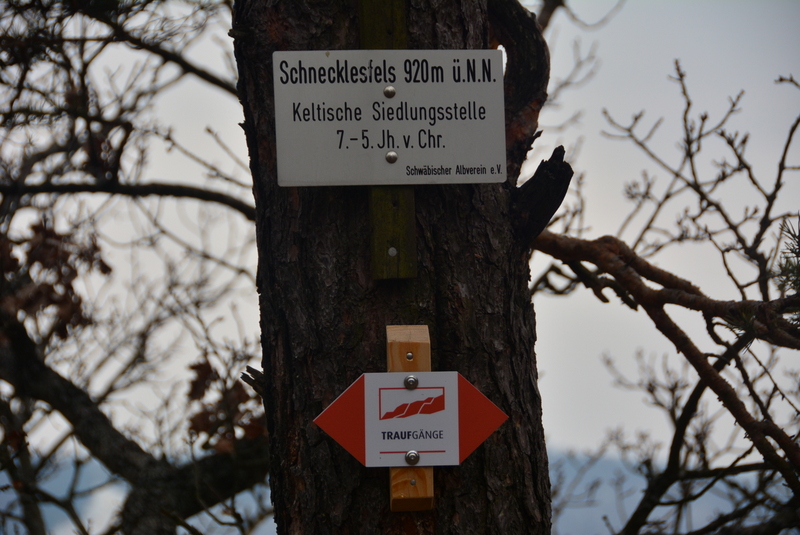 Schnecklesfels 920m ü.N.N.
Keltische Siedlungsstelle
7.-5. Jh. v. Chr.
Schwäbischer Albverein e.V.
TRAUFGÄNGE